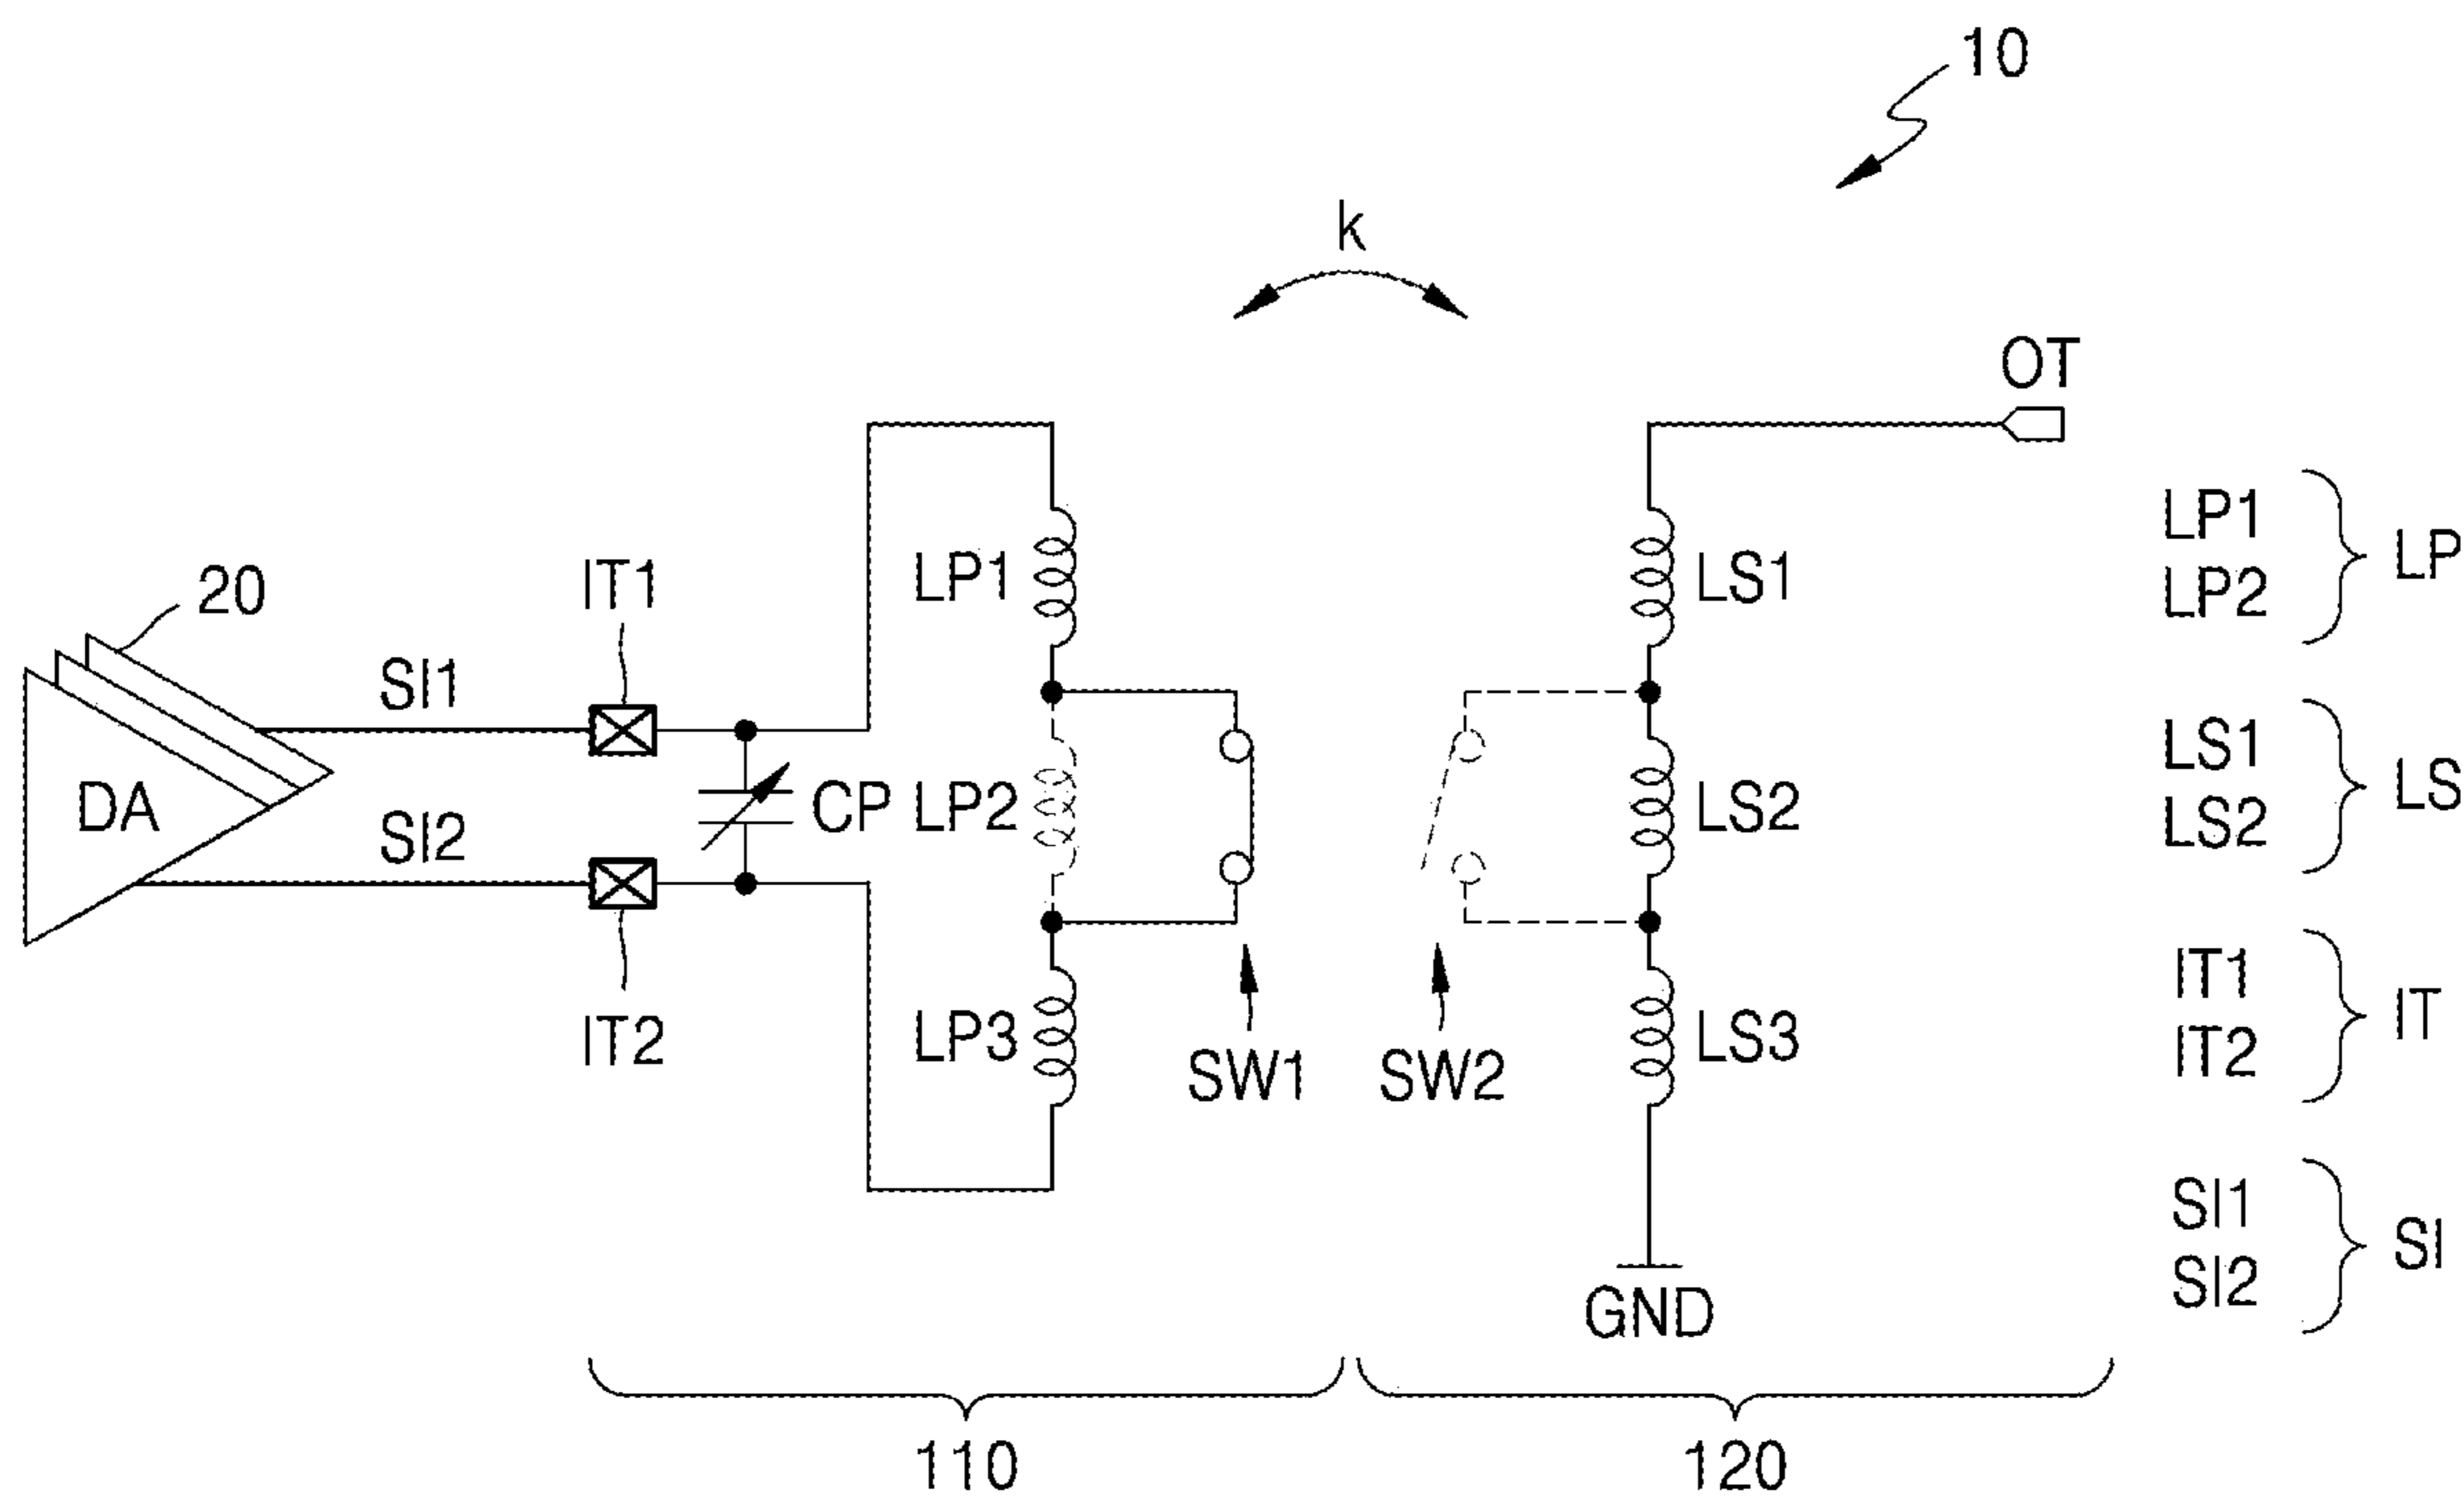 10
k
OT
LP1
LP2
LP
20
SI1
IT1
LP1
LS1
LS1
LS2
LS
DA
SI2
CP
LP2
LS2
IT2
LP3
SW1
SW2
LS3
IT1
IT2
IT
SI1
SI2
SI
GND
110
120